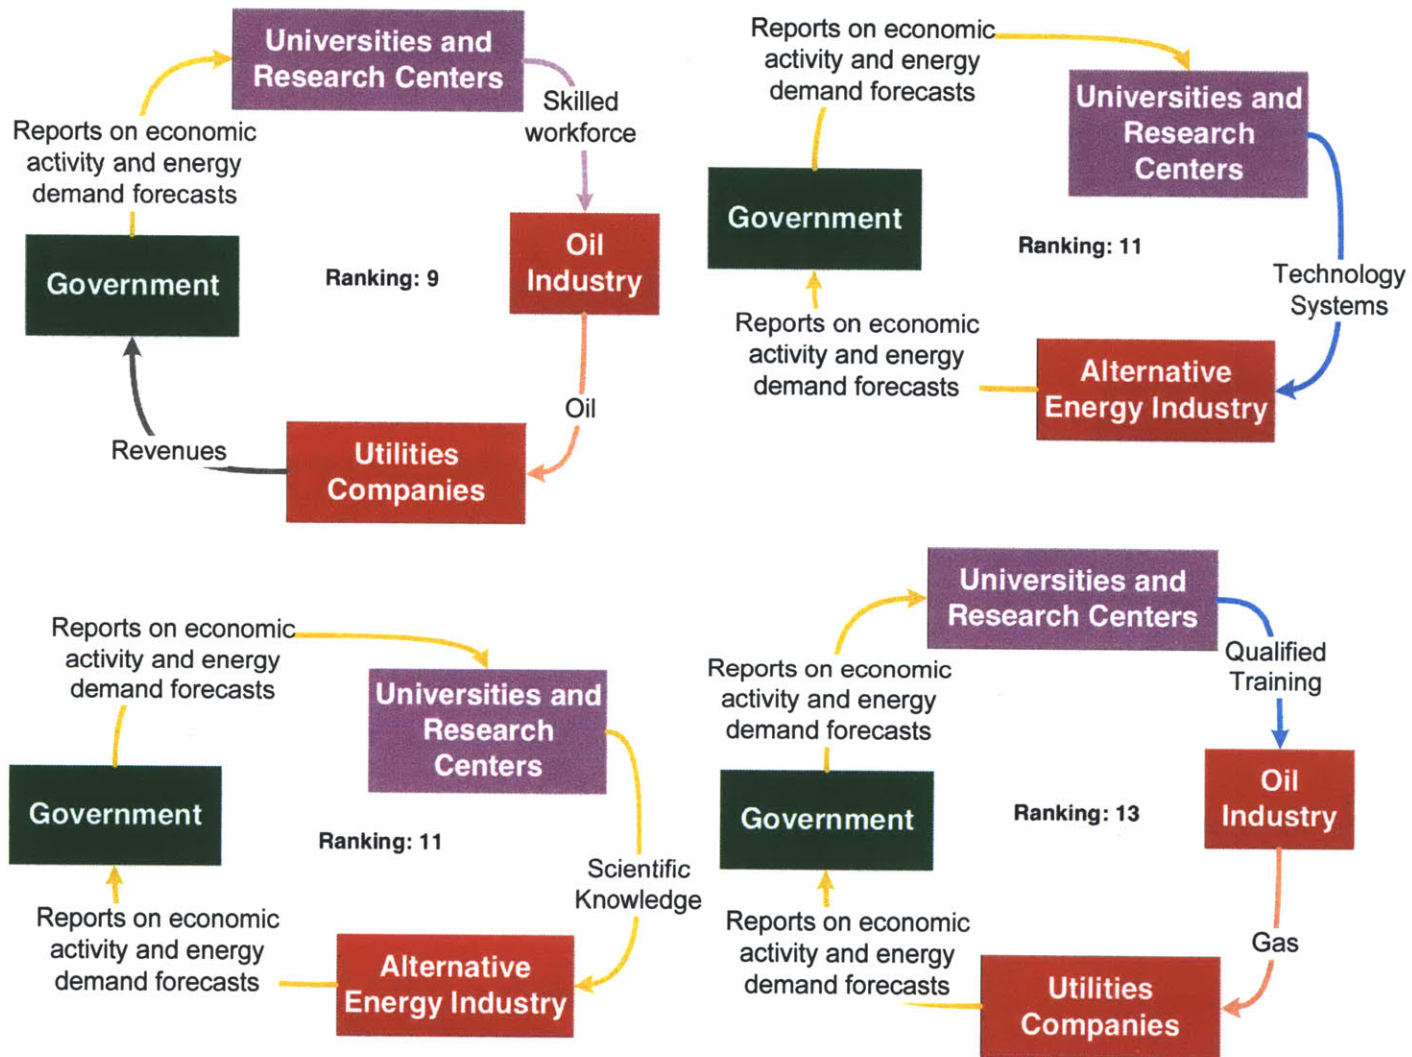 Universities and
Research Centers
Skilled
workforce
Reports on economic
activity and energy
demand forecasts
Government
Ranking: 9
Oil
Industry
Oil
Revenues
Utilities
Companies
Reports on economic
activity and energy
demand forecasts
Universities and
Research
Centers
Government
Ranking: 11
Technology
Systems
Reports on economic
activity and energy
demand forecasts
Alternative
Energy Industry
Reports on economic
activity and energy
demand forecasts
Universities and
Research
Centers
Government
Ranking: 11
Scientific
Knowledge
Reports on economic
activity and energy
demand forecasts
Alternative
Energy Industry
Universities and
Research Centers
Qualified
Training
Reports on economic
activity and energy
demand forecasts
Government
Ranking: 13
Oil
Industry
Gas
Reports on economic
activity and energy
demand forecasts
Utilities
Companies